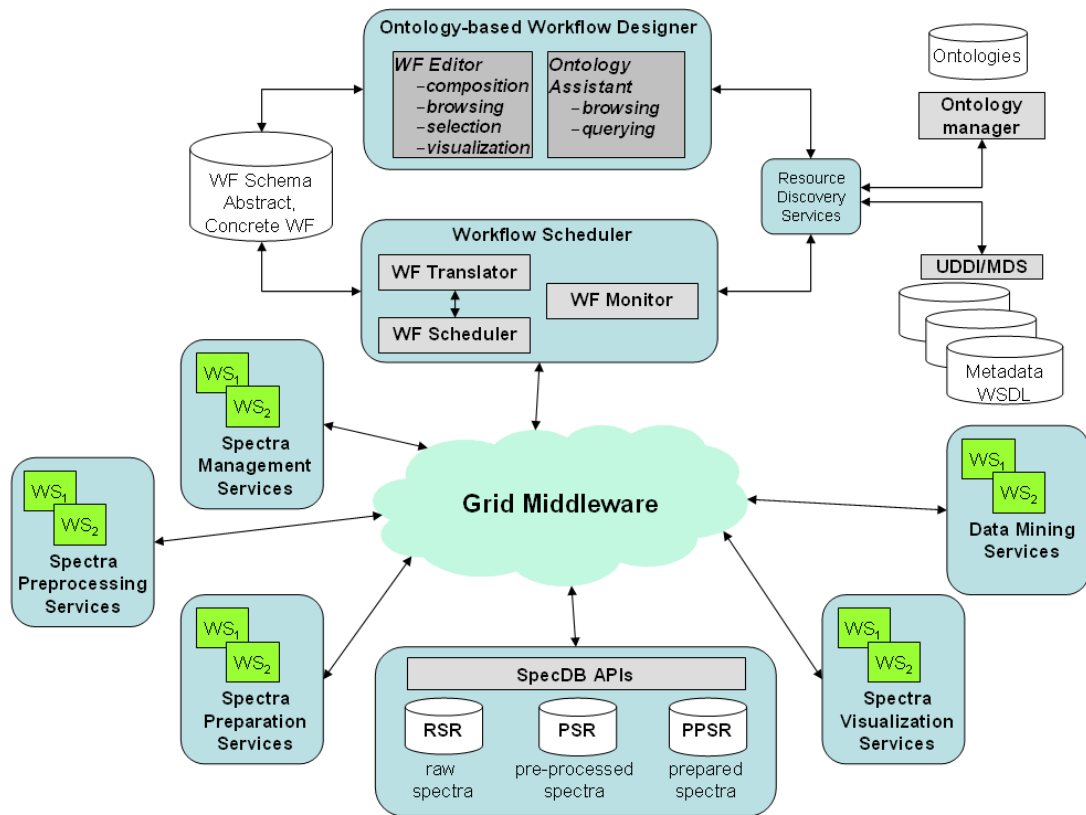 Ontology-based Workflow Designer
WF Editor
–composition
–browsing
–selection
–visualization
Ontology
Assistant
–browsing
–querying
Ontologies
Ontology
manager
WF Schema
Abstract,
Concrete WF
Resource
Discovery
Services
Workflow Scheduler
WF Translator
WF Monitor
WF Scheduler
UDDI/MDS
Metadata
WSDL
WS1
WS2
Spectra
Management
Services
WS1
WS2
Spectra
Preprocessing
Services
Grid Middleware
WS1
WS2
Data Mining
Services
WS1
WS2
Spectra
Preparation
Services
SpecDB APIs
RSR
PSR
PPSR
raw
spectra
pre-processed
spectra
prepared
spectra
WS1
WS2
Spectra
Visualization
Services